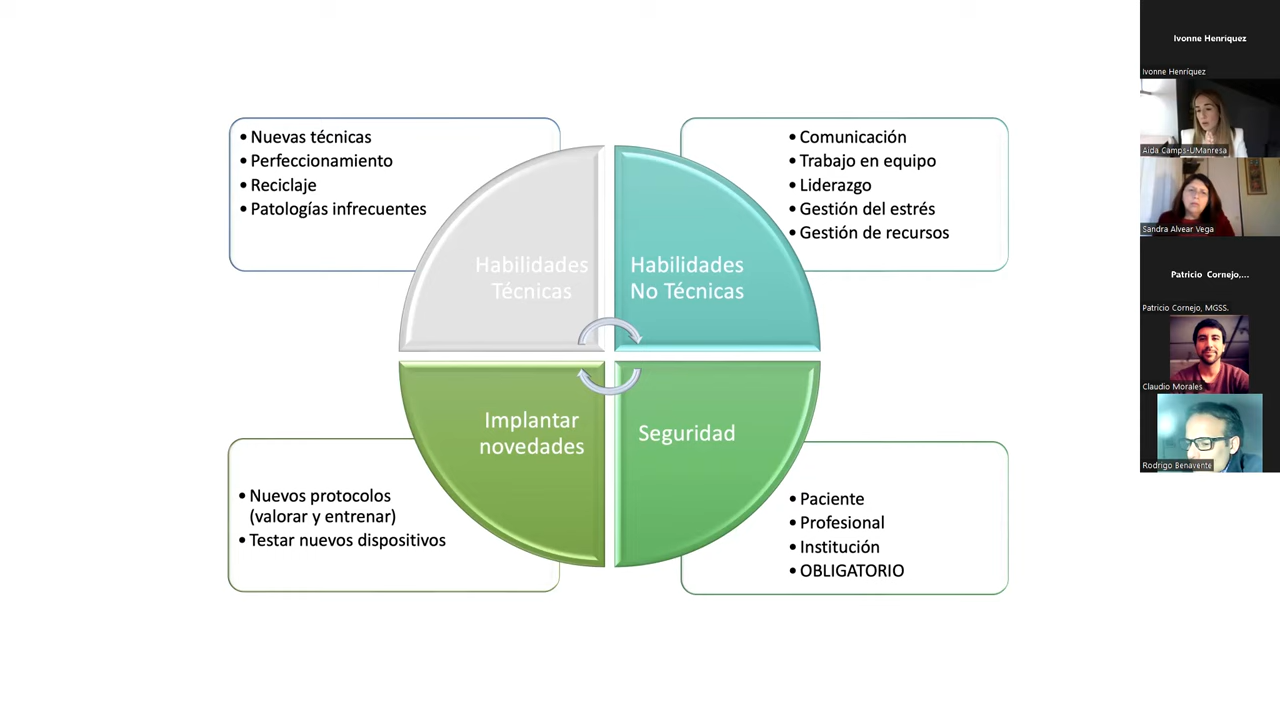 • Nuevas técnicas
• Perfeccionamiento
• Reciclaje
• Patologías infrecuentes
• Comunicación
• Trabajo en equipo
• Liderazgo
• Gestión del estrés
• Gestión de recursos
Habilidades
Técnicas
Habilidades
No Técnicas
Implantar
novedades
Seguridad
• Nuevos protocolos
(valorar y entrenar)
• Testar nuevos dispositivos
• Paciente
• Profesional
• Institución
• OBLIGATORIO
Ivonne Henriquez
Ivonne Henríquez
Aida Camps-UManresa
Sandra Alvear Vega
Patricio Cornejo,...
Patricio Cornejo, MGSS.
Claudio Morales
Rodrigo Benavente